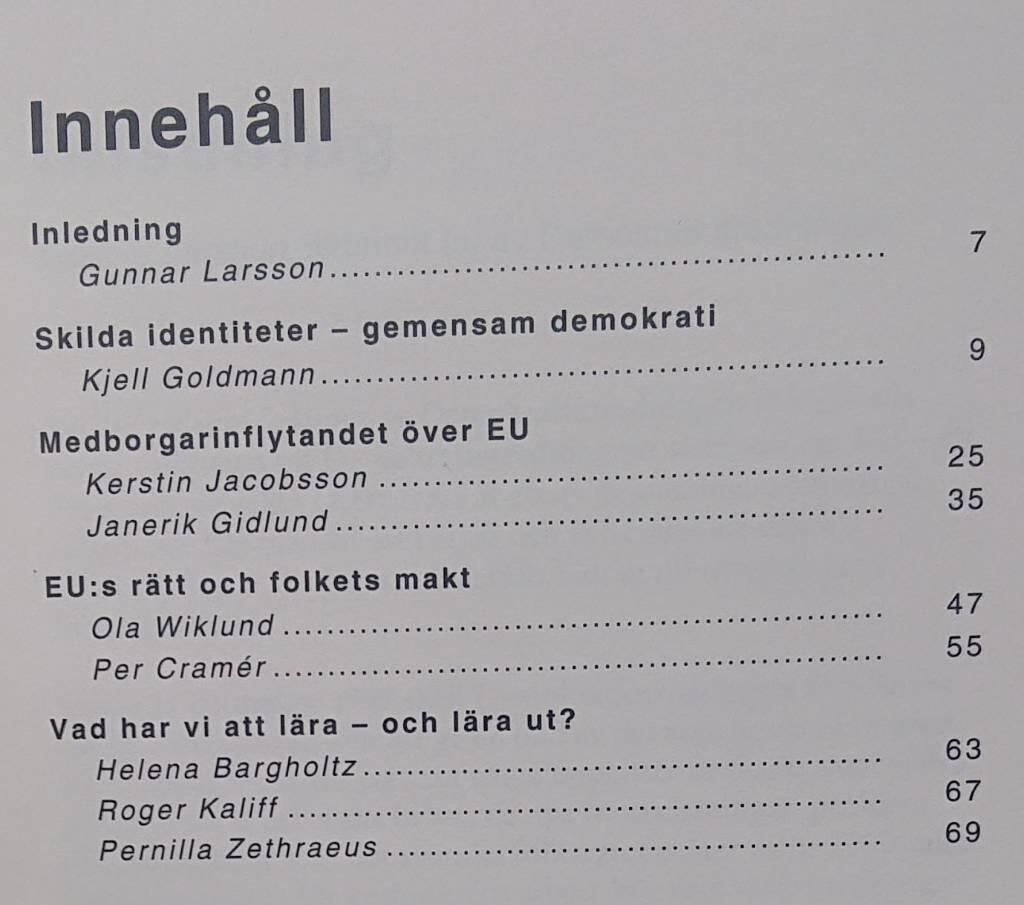 Innehåll
Inledning
Gunnar Larsson ........................................................ 7
Skilda identiteter – gemensam demokrati
Kjell Goldmann ........................................................ 9
Medborgarinflytandet över EU
Kerstin Jacobsson ........................................................ 25
Janerik Gidlund ........................................................ 35
EU:s rätt och folkets makt
Ola Wiklund ........................................................ 47
Per Cramér ........................................................ 55
Vad har vi att lära – och lära ut?
Helena Bargholtz ........................................................ 63
Roger Kaliff ........................................................ 67
Pernilla Zethraeus ........................................................ 69